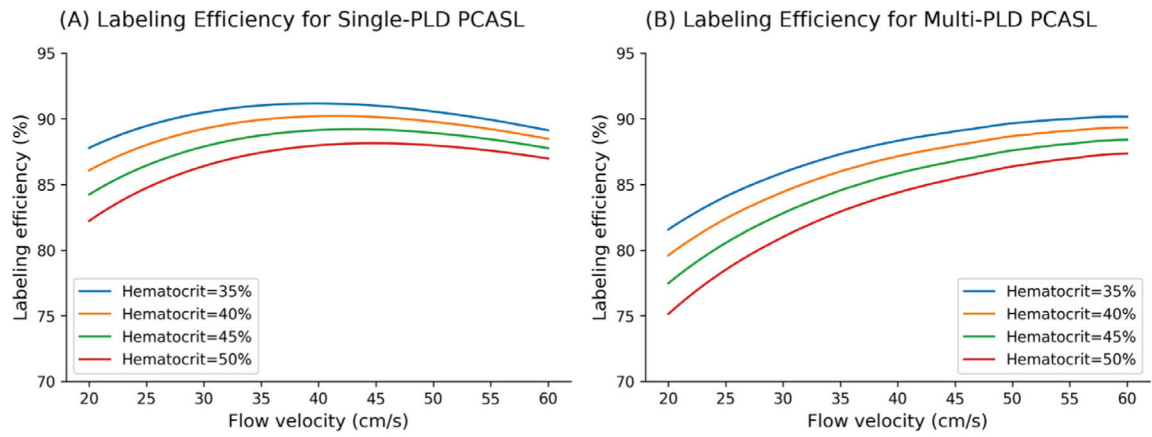 (A) Labeling Efficiency for Single-PLD PCASL
95
90
85
80
75
70
Labeling efficiency (%)
Hematocrit=35%
Hematocrit=40%
Hematocrit=45%
Hematocrit=50%
20 25 30 35 40 45 50 55 60
Flow velocity (cm/s)
(B) Labeling Efficiency for Multi-PLD PCASL
95
90
85
80
75
70
Labeling efficiency (%)
Hematocrit=35%
Hematocrit=40%
Hematocrit=45%
Hematocrit=50%
20 25 30 35 40 45 50 55 60
Flow velocity (cm/s)